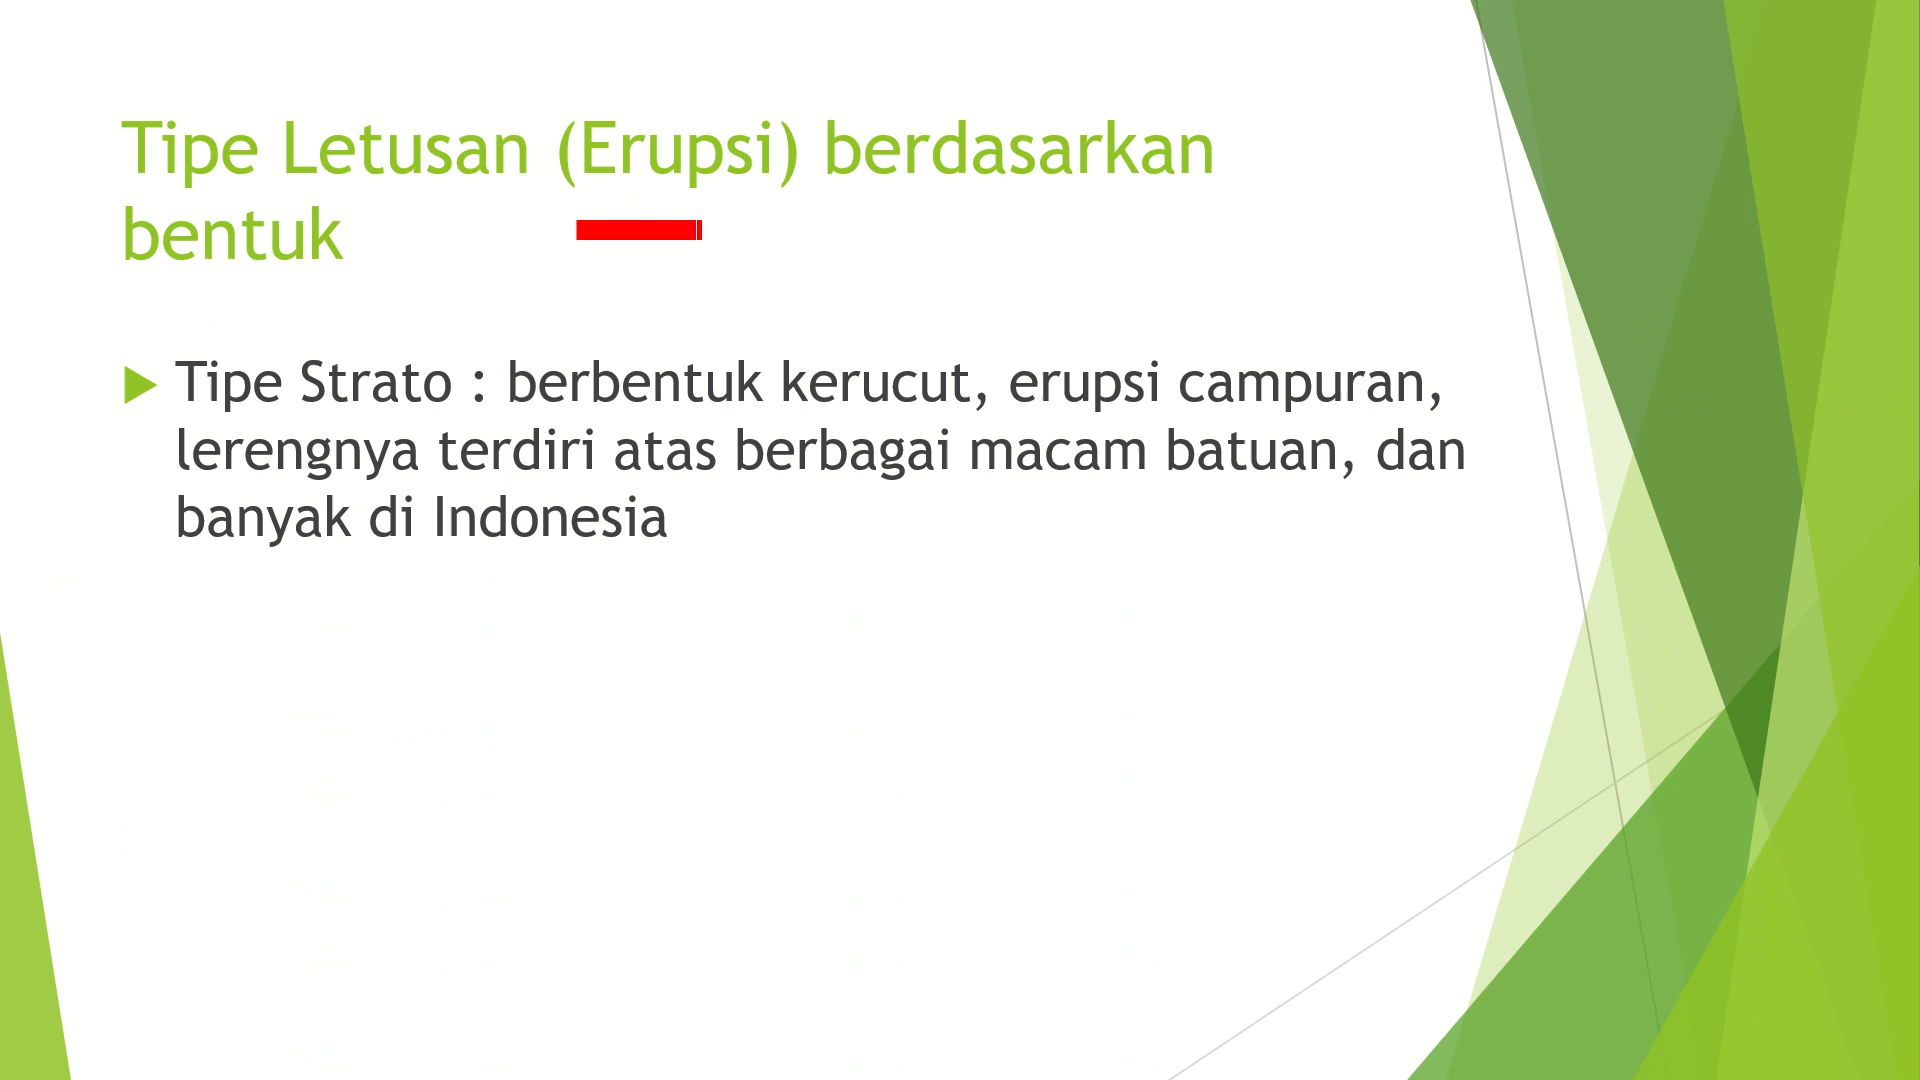 Tipe Letusan (Erupsi) berdasarkan
bentuk
Tipe Strato : berbentuk kerucut, erupsi campuran,
lerengnya terdiri atas berbagai macam batuan, dan
banyak di Indonesia